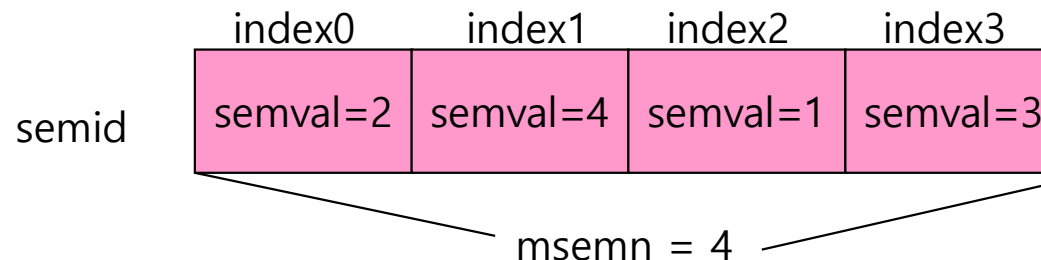 index0 index1 index2 index3
semid semval=2 semval=4 semval=1 semval=3
msemn = 4